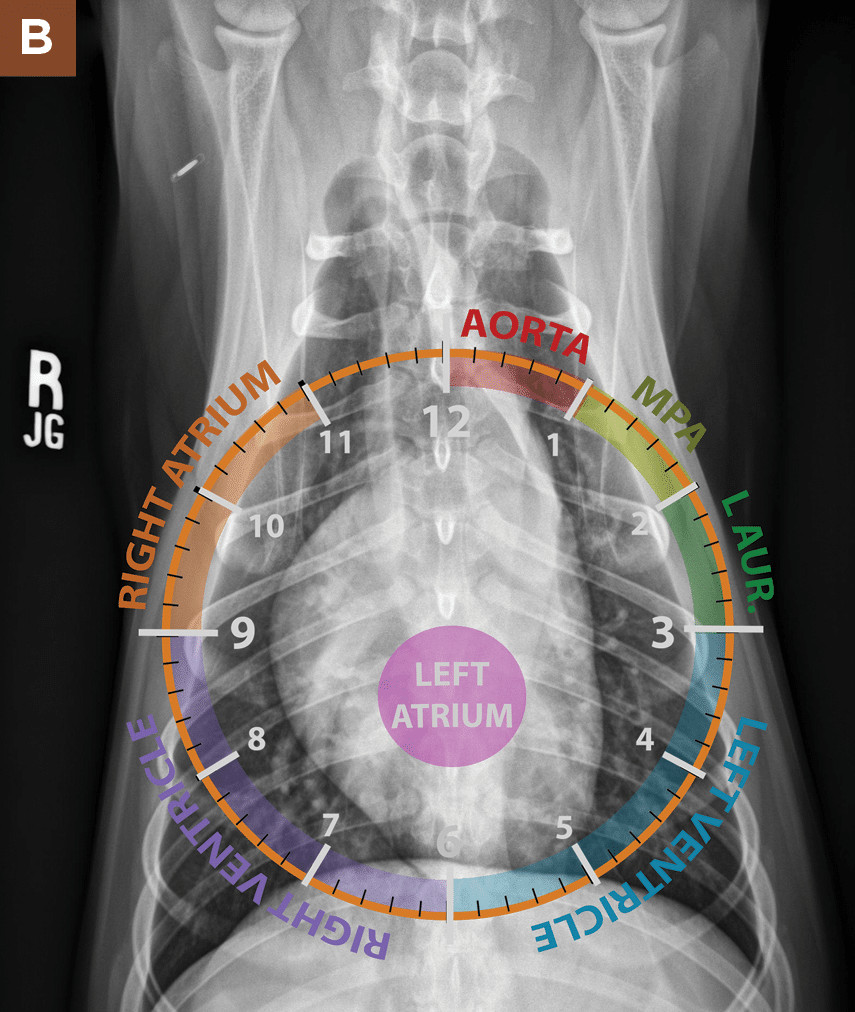 B
R
JG
AORTA
MPA
L AUR.
LEFT VENTRICLE
RIGHT VENTRICLE
RIGHT ATRIUM
12
1
2
3
4
5
6
7
8
9
10
11
LEFT
ATRIUM